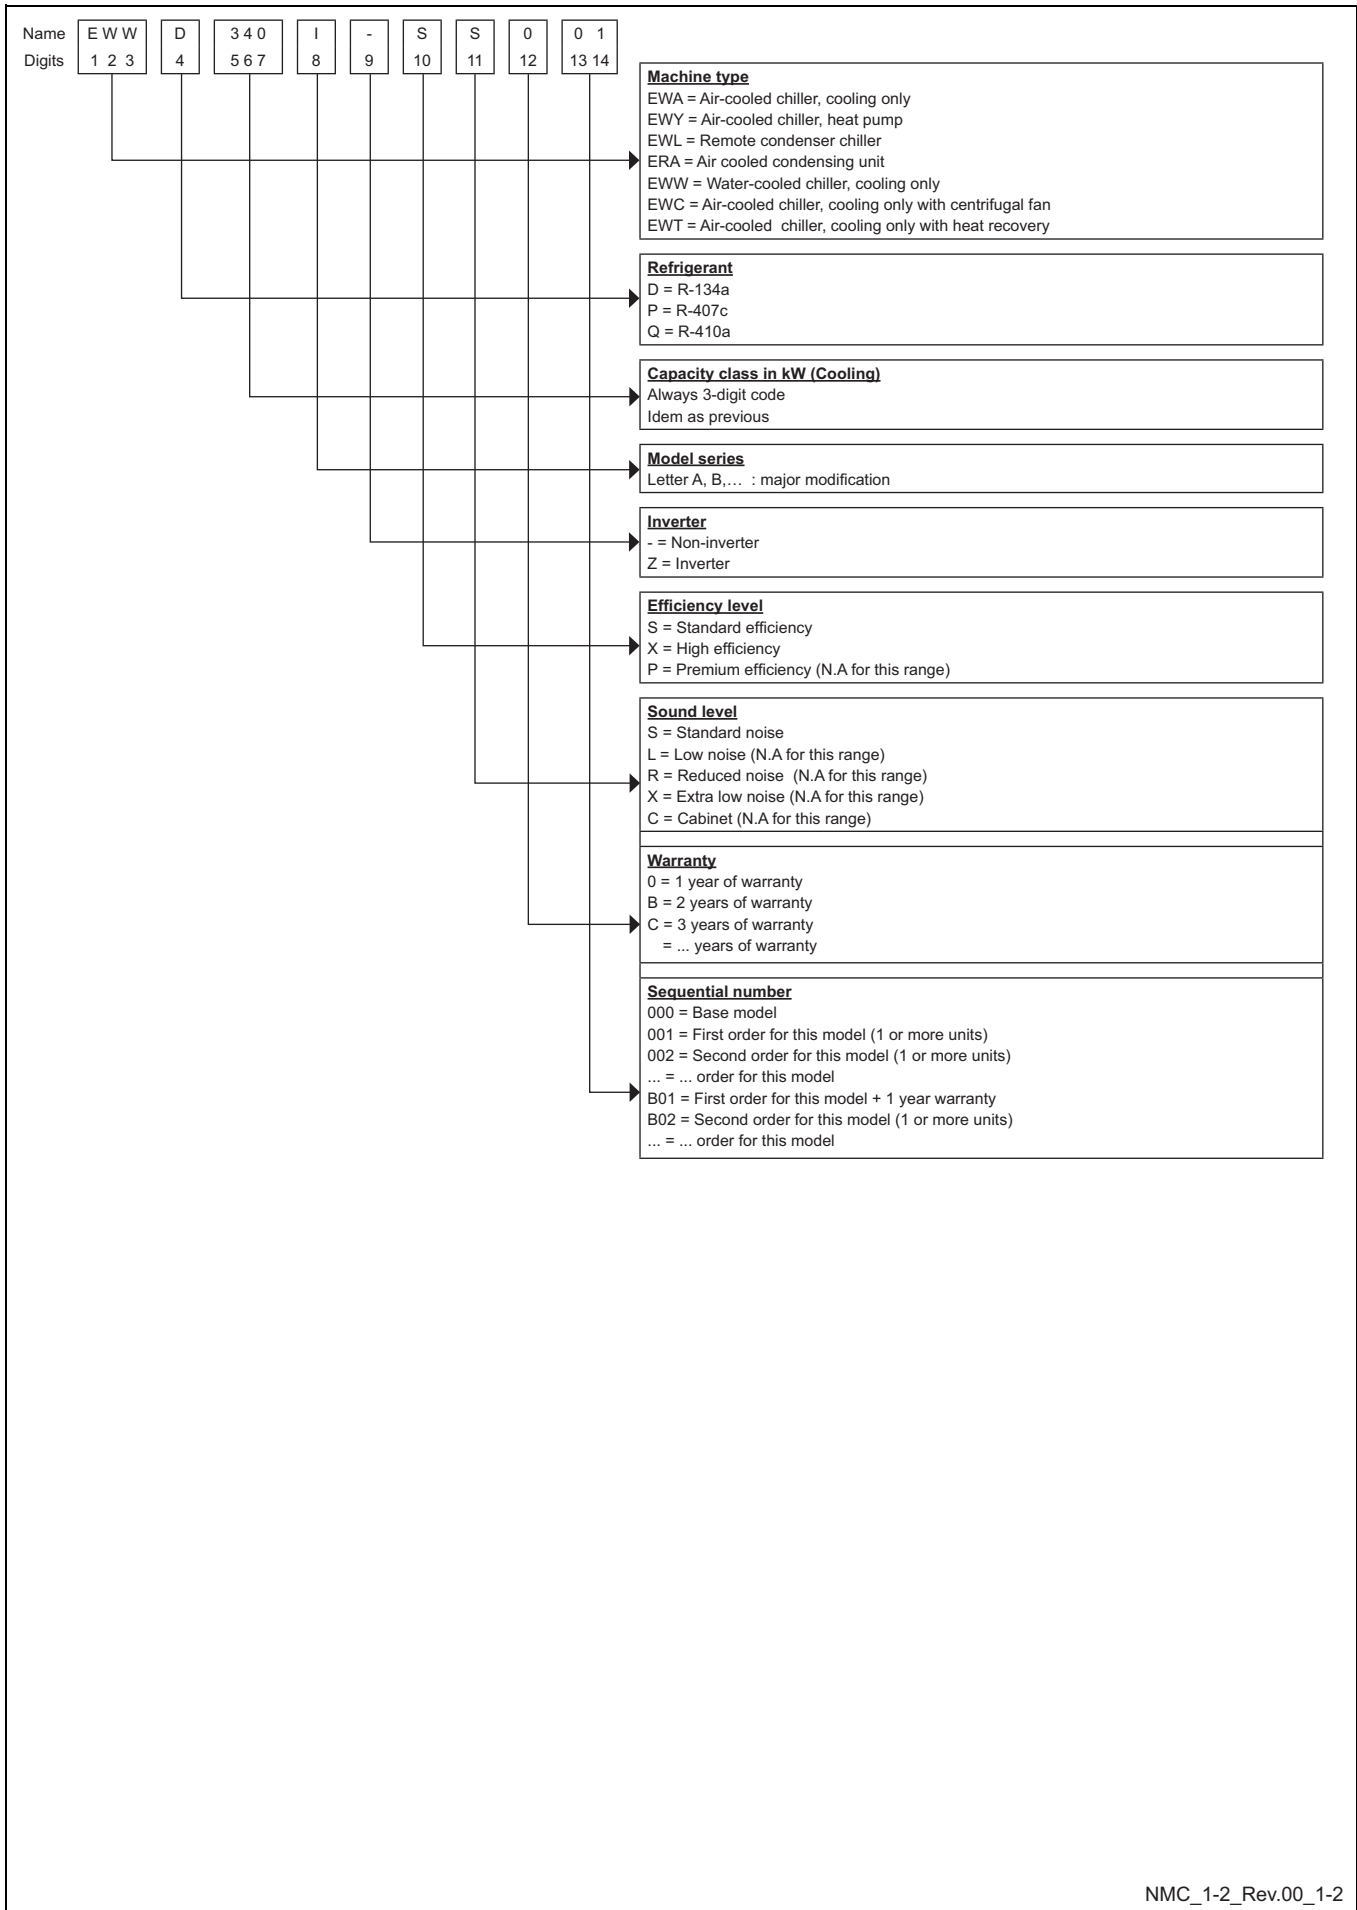 Name E W W D 3 4 0 I - S S 0 0 1
Digits 1 2 3 4 5 6 7 8 9 10 11 12 13 14
Machine type
EWA = Air-cooled chiller, cooling only
EWY = Air-cooled chiller, heat pump
EWL = Remote condenser chiller
ERA = Air cooled condensing unit
EWW = Water-cooled chiller, cooling only
EWC = Air-cooled chiller, cooling only with centrifugal fan
EWT = Air-cooled chiller, cooling only with heat recovery
Refrigerant
D = R-134a
P = R-407c
Q = R-410a
Capacity class in kW (Cooling)
Always 3-digit code
Idem as previous
Model series
Letter A, B,… : major modification
Inverter
- = Non-inverter
Z = Inverter
Efficiency level
S = Standard efficiency
X = High efficiency
P = Premium efficiency (N.A for this range)
Sound level
S = Standard noise
L = Low noise (N.A for this range)
R = Reduced noise (N.A for this range)
X = Extra low noise (N.A for this range)
C = Cabinet (N.A for this range)
Warranty
0 = 1 year of warranty
B = 2 years of warranty
C = 3 years of warranty
= ... years of warranty
Sequential number
000 = Base model
001 = First order for this model (1 or more units)
002 = Second order for this model (1 or more units)
... = ... order for this model
B01 = First order for this model + 1 year warranty
B02 = Second order for this model (1 or more units)
... = ... order for this model
NMC_1-2_Rev.00_1-2